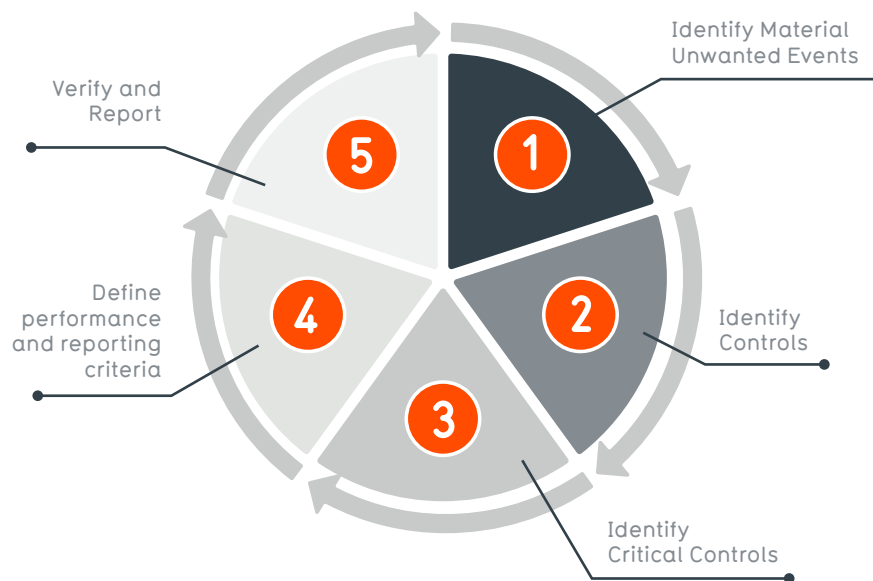 1
Identify Material
Unwanted Events
2
Identify
Controls
3
Identify
Critical Controls
4
Define
performance
and reporting
criteria
5
Verify and
Report